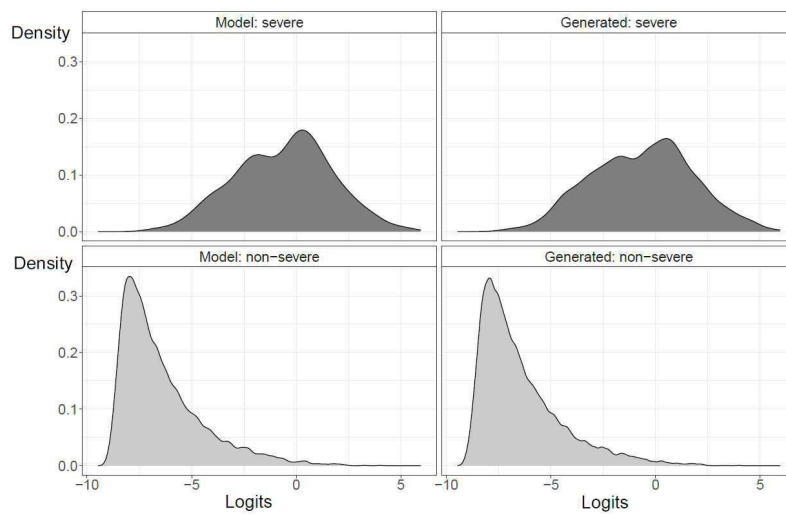 Density
Model: severe
Generated: severe
0.3
0.2
0.1
0.0
Density
Model: non−severe
Generated: non−severe
0.3
0.2
0.1
0.0
−10 −5 0 5 −10 −5 0 5
Logits Logits